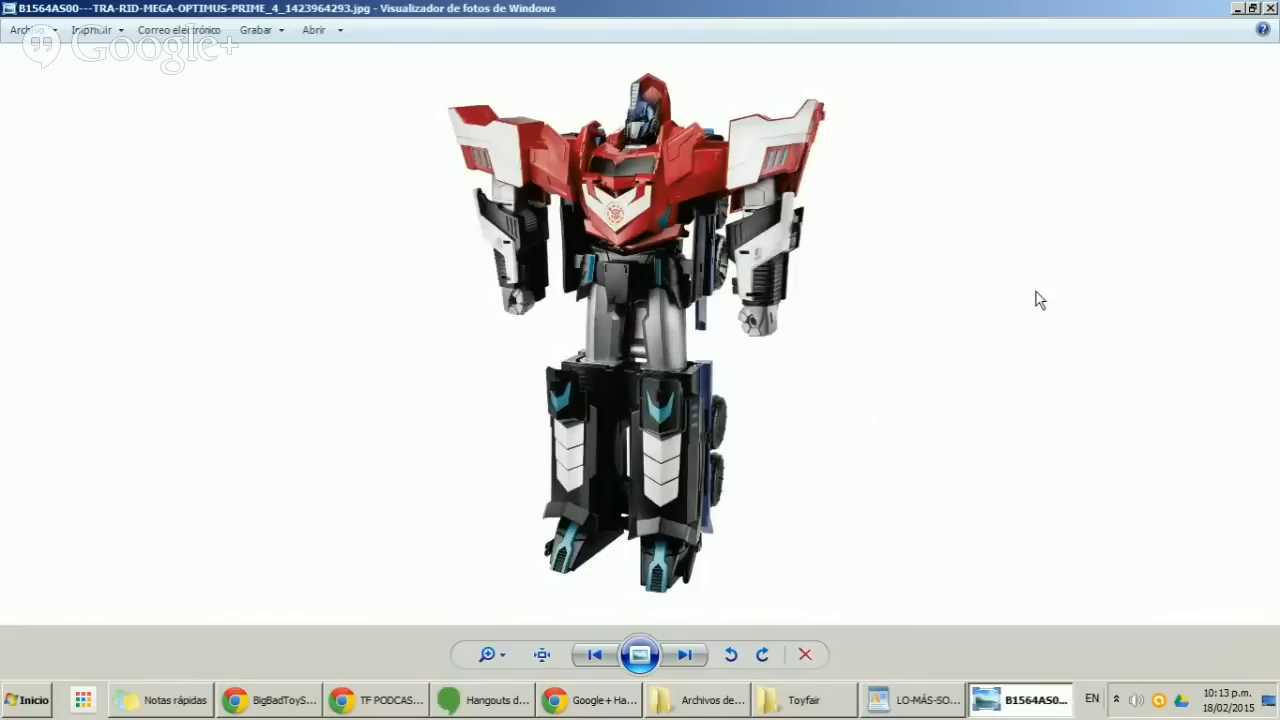 B1564AS00---TRA-RID-MEGA-OPTIMUS-PRIME_4_1423964293.jpg - Visualizador de fotos de Windows
Archivo Imprimir Correo electrónico Grabar Abrir
Google+
Inicio Notas rápidas BigBadToyS... TF PODCAS... Hangouts d... Google+ Ha... Archivos de... Toyfair LO-MÁS-SO... B1564AS0... EN 10:13 p.m.
18/02/2015